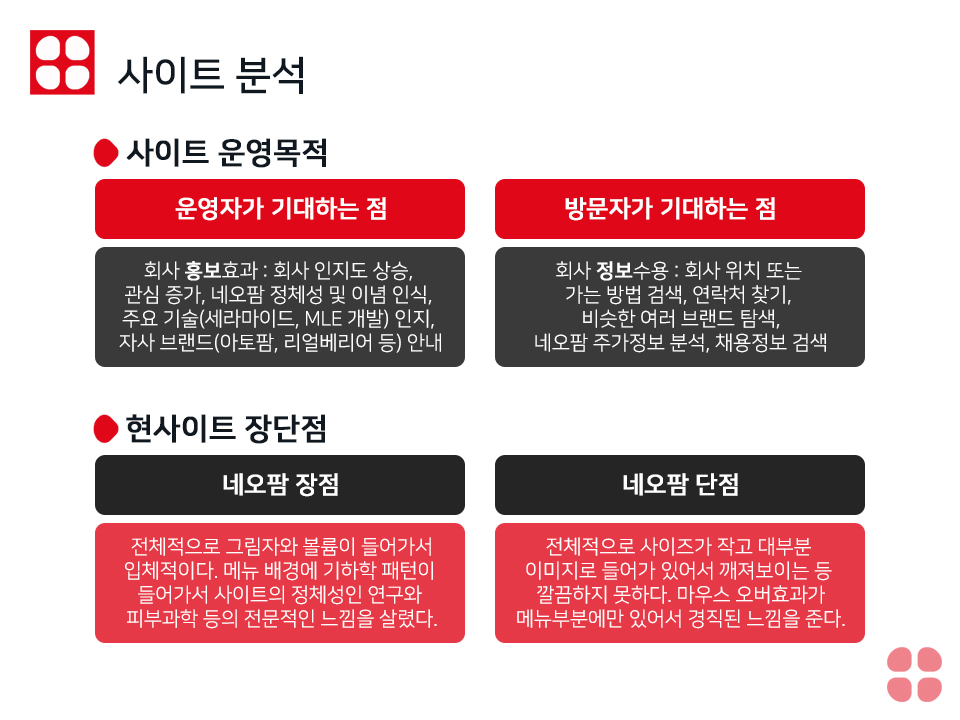 사이트 분석
사이트 운영목적
운영자가 기대하는 점
회사 홍보효과 : 회사 인지도 상승,
관심 증가, 네오팜 정체성 및 이념 인식,
주요 기술(세라마이드, MLE 개발) 인지,
자사 브랜드(아토팜, 리얼베리어 등) 안내
방문자가 기대하는 점
회사 정보수용 : 회사 위치 또는
가는 방법 검색, 연락처 찾기,
비슷한 여러 브랜드 탐색,
네오팜 주가정보 분석, 채용정보 검색
현사이트 장단점
네오팜 장점
전체적으로 그림자와 볼륨이 들어가서
입체적이다. 메뉴 배경에 기하학 패턴이
들어가서 사이트의 정체성인 연구와
피부과학 등의 전문적인 느낌을 살렸다.
네오팜 단점
전체적으로 사이즈가 작고 대부분
이미지로 들어가 있어서 깨져보이는 등
깔끔하지 못하다. 마우스 오버효과가
메뉴부분에만 있어서 경직된 느낌을 준다.